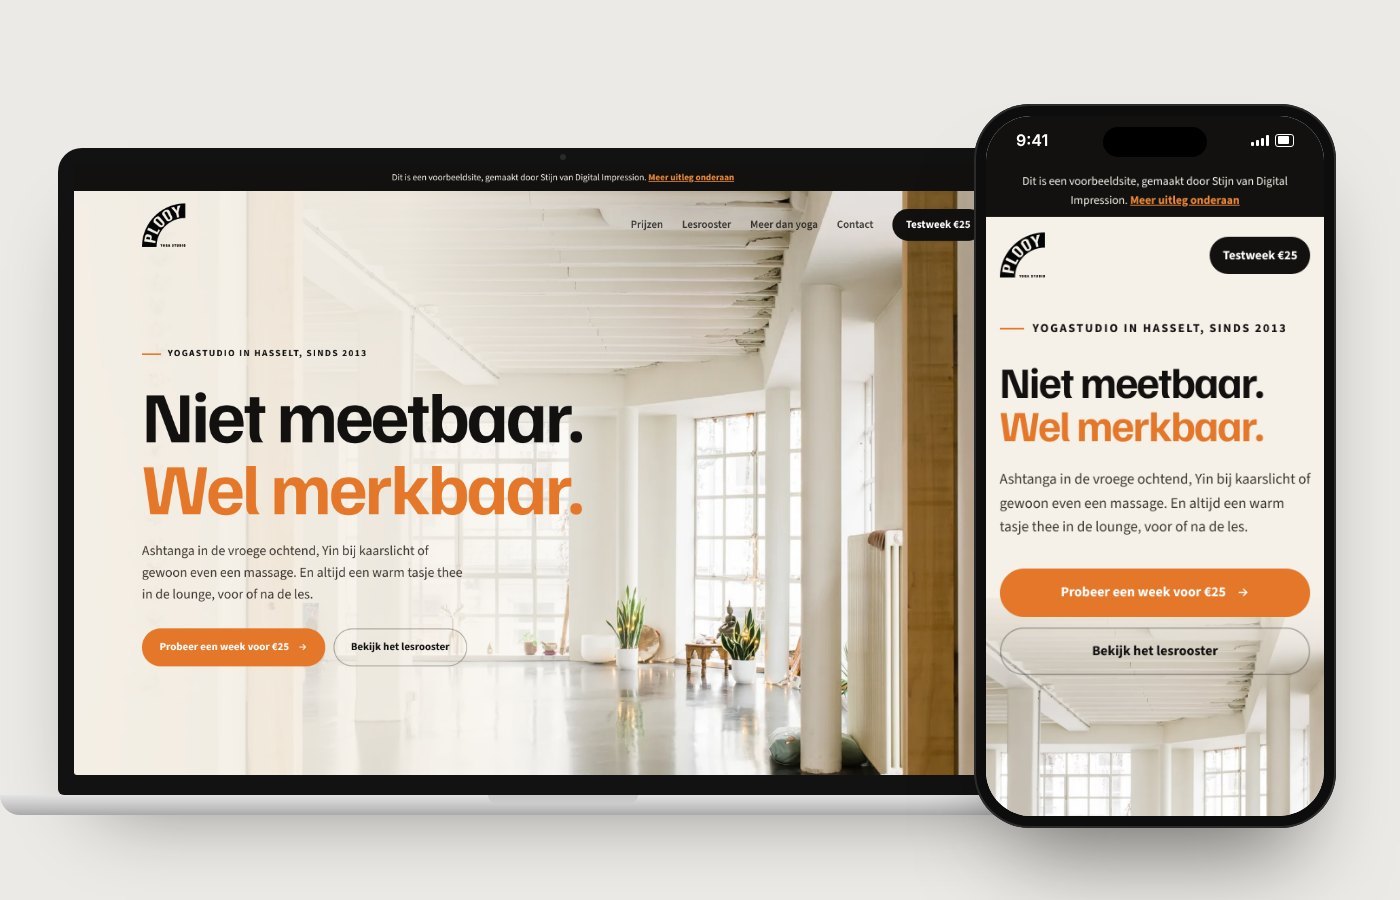 Dit is een voorbeeldsite, gemaakt door Stijn van Digital Impression. Meer uitleg onderaan
PLOOY
YOGA STUDIO
Prijzen Lesrooster Meer dan yoga Contact Testweek €25
YOGASTUDIO IN HASSELT, SINDS 2013
Niet meetbaar.
Wel merkbaar.
Ashtanga in de vroege ochtend, Yin bij kaarslicht of
gewoon even een massage. En altijd een warm tasje thee
in de lounge, voor of na de les.
Probeer een week voor €25 →
Bekijk het lesrooster
9:41
Dit is een voorbeeldsite, gemaakt door Stijn van Digital
Impression. Meer uitleg onderaan
PLOOY
YOGA STUDIO
Testweek €25
YOGASTUDIO IN HASSELT, SINDS 2013
Niet meetbaar.
Wel merkbaar.
Ashtanga in de vroege ochtend, Yin bij kaarslicht of
gewoon even een massage. En altijd een warm
tasje thee in de lounge, voor of na de les.
Probeer een week voor €25 →
Bekijk het lesrooster